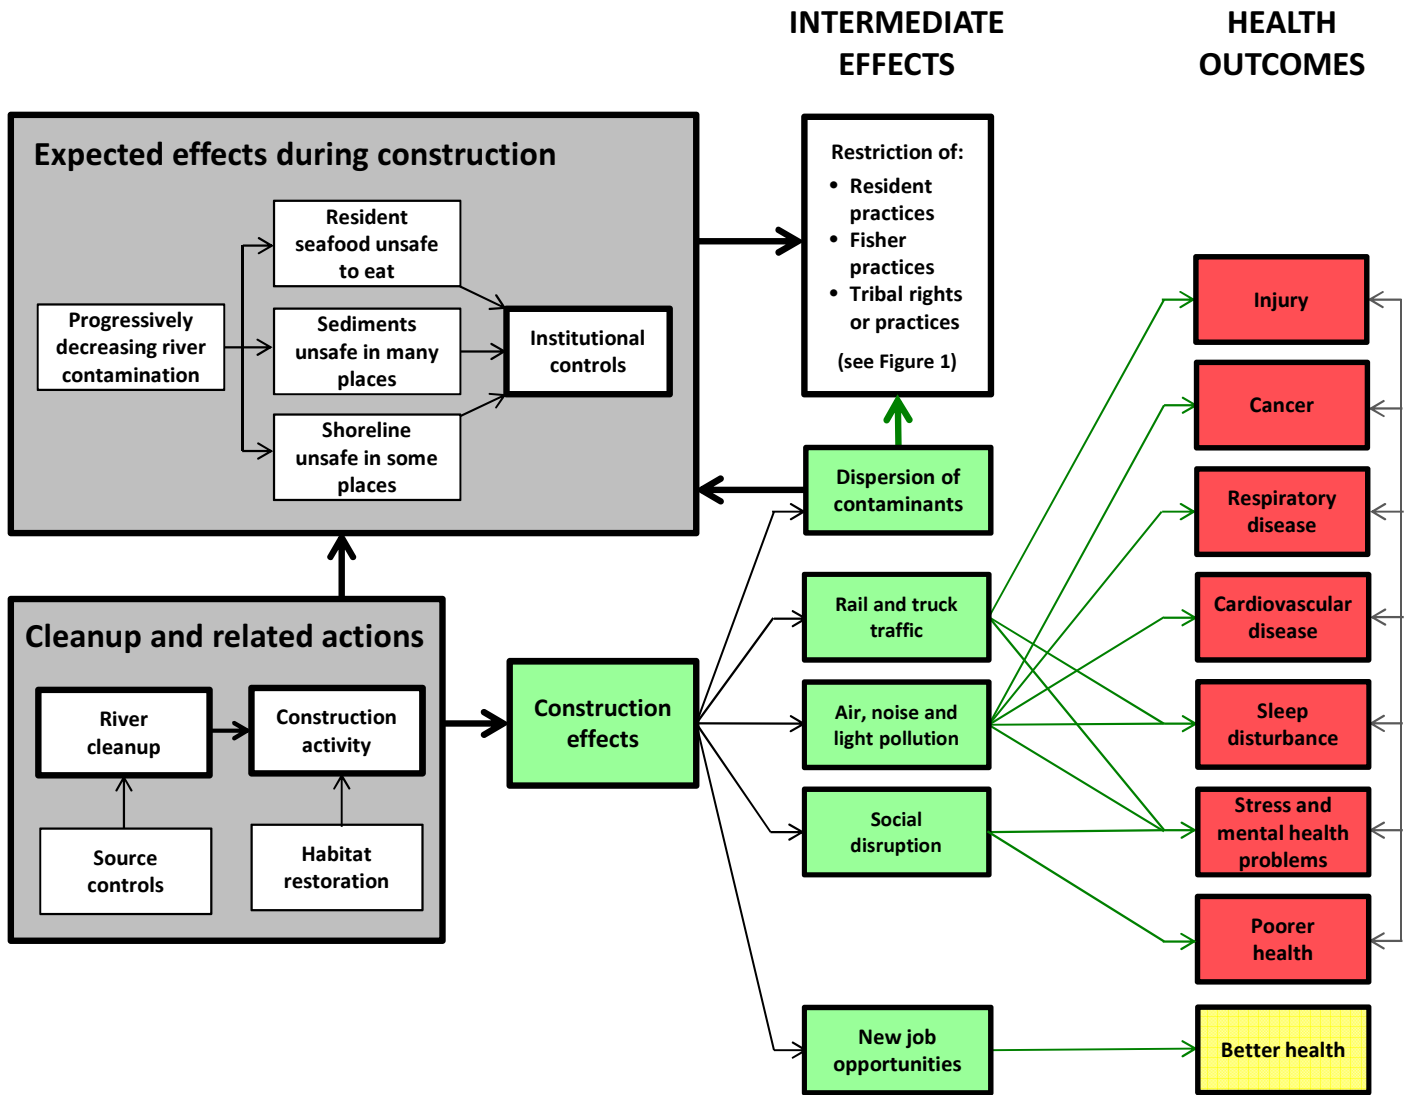 INTERMEDIATE
EFFECTS
HEALTH
OUTCOMES
Expected effects during construction
Progressively
decreasing river
contamination
Resident
seafood unsafe
to eat
Sediments
unsafe in many
places
Shoreline
unsafe in some
places
Institutional
controls
Restriction of:
• Resident
practices
• Fisher
practices
• Tribal rights
or practices
(see Figure 1)
Dispersion of
contaminants
Cleanup and related actions
River
cleanup
Construction
activity
Source
controls
Habitat
restoration
Construction
effects
Rail and truck
traffic
Air, noise and
light pollution
Social
disruption
New job
opportunities
Injury
Cancer
Respiratory
disease
Cardiovascular
disease
Sleep
disturbance
Stress and
mental health
problems
Poorer
health
Better health